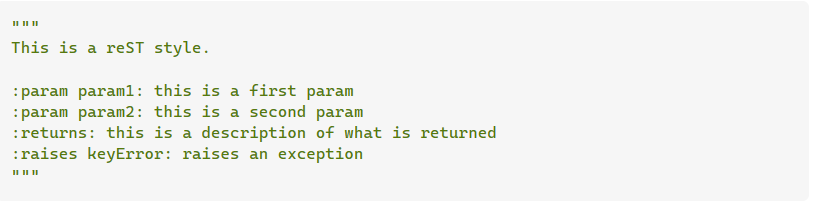 """
This is a reST style.

:param param1: this is a first param
:param param2: this is a second param
:returns: this is a description of what is returned
:raises keyError: raises an exception
"""